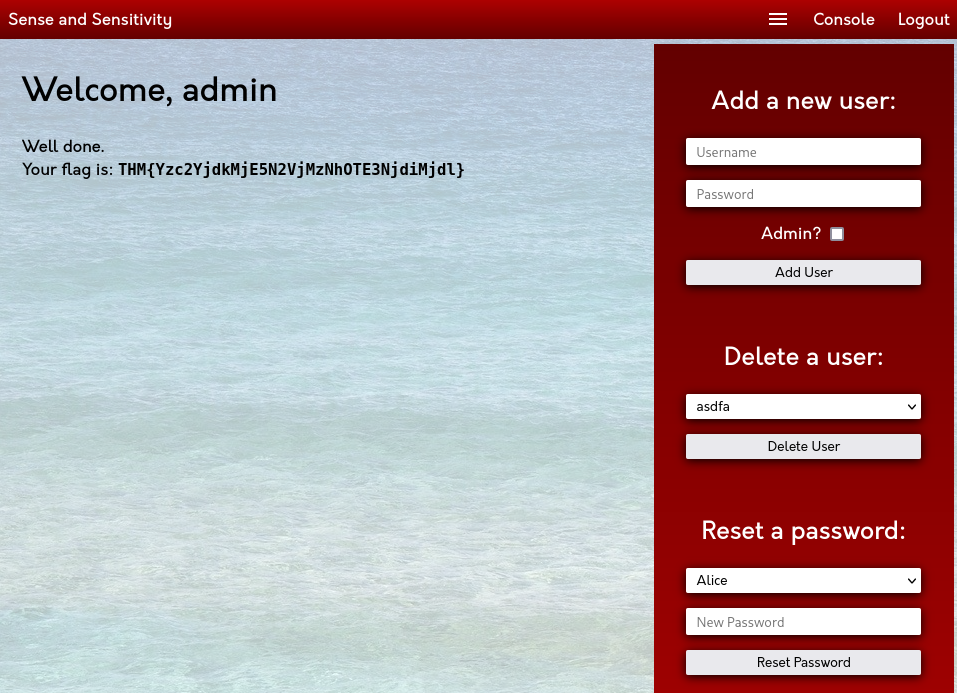 Sense and Sensitivity
Console
Logout
Welcome, admin
Well done.
Your flag is: THM{Yzc2YjdkMjE5N2VjMzNhOTE3NjdiMjdl}
Add a new user:
Username
Password
Admin?
Add User
Delete a user:
asdfa
Delete User
Reset a password:
Alice
New Password
Reset Password